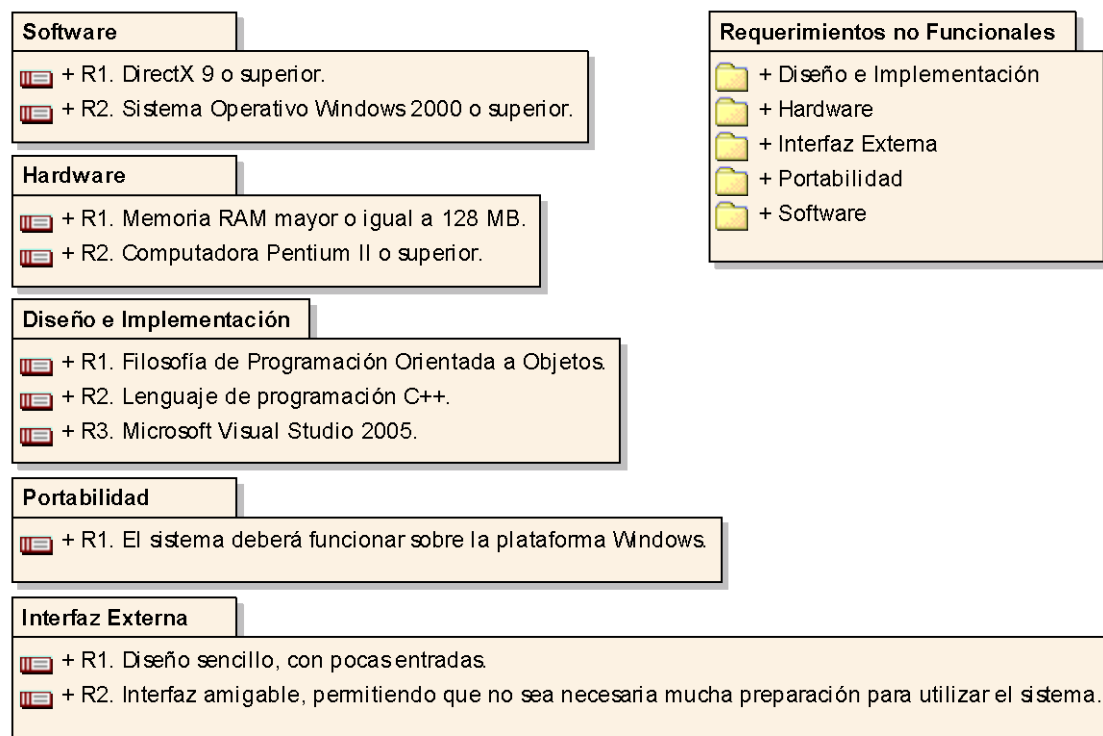 Software
+ R1. DirectX 9 o superior.
+ R2. Sistema Operativo Windows 2000 o superior.
Hardware
+ R1. Memoria RAM mayor o igual a 128 MB.
+ R2. Computadora Pentium II o superior.
Diseño e Implementación
+ R1. Filosofía de Programación Orientada a Objetos.
+ R2. Lenguaje de programación C++.
+ R3. Microsoft Visual Studio 2005.
Portabilidad
+ R1. El sistema deberá funcionar sobre la plataforma Windows.
Interfaz Externa
+ R1. Diseño sencillo, con pocas entradas.
+ R2. Interfaz amigable, permitiendo que no sea necesaria mucha preparación para utilizar el sistema.
Requerimientos no Funcionales
+ Diseño e Implementación
+ Hardware
+ Interfaz Externa
+ Portabilidad
+ Software